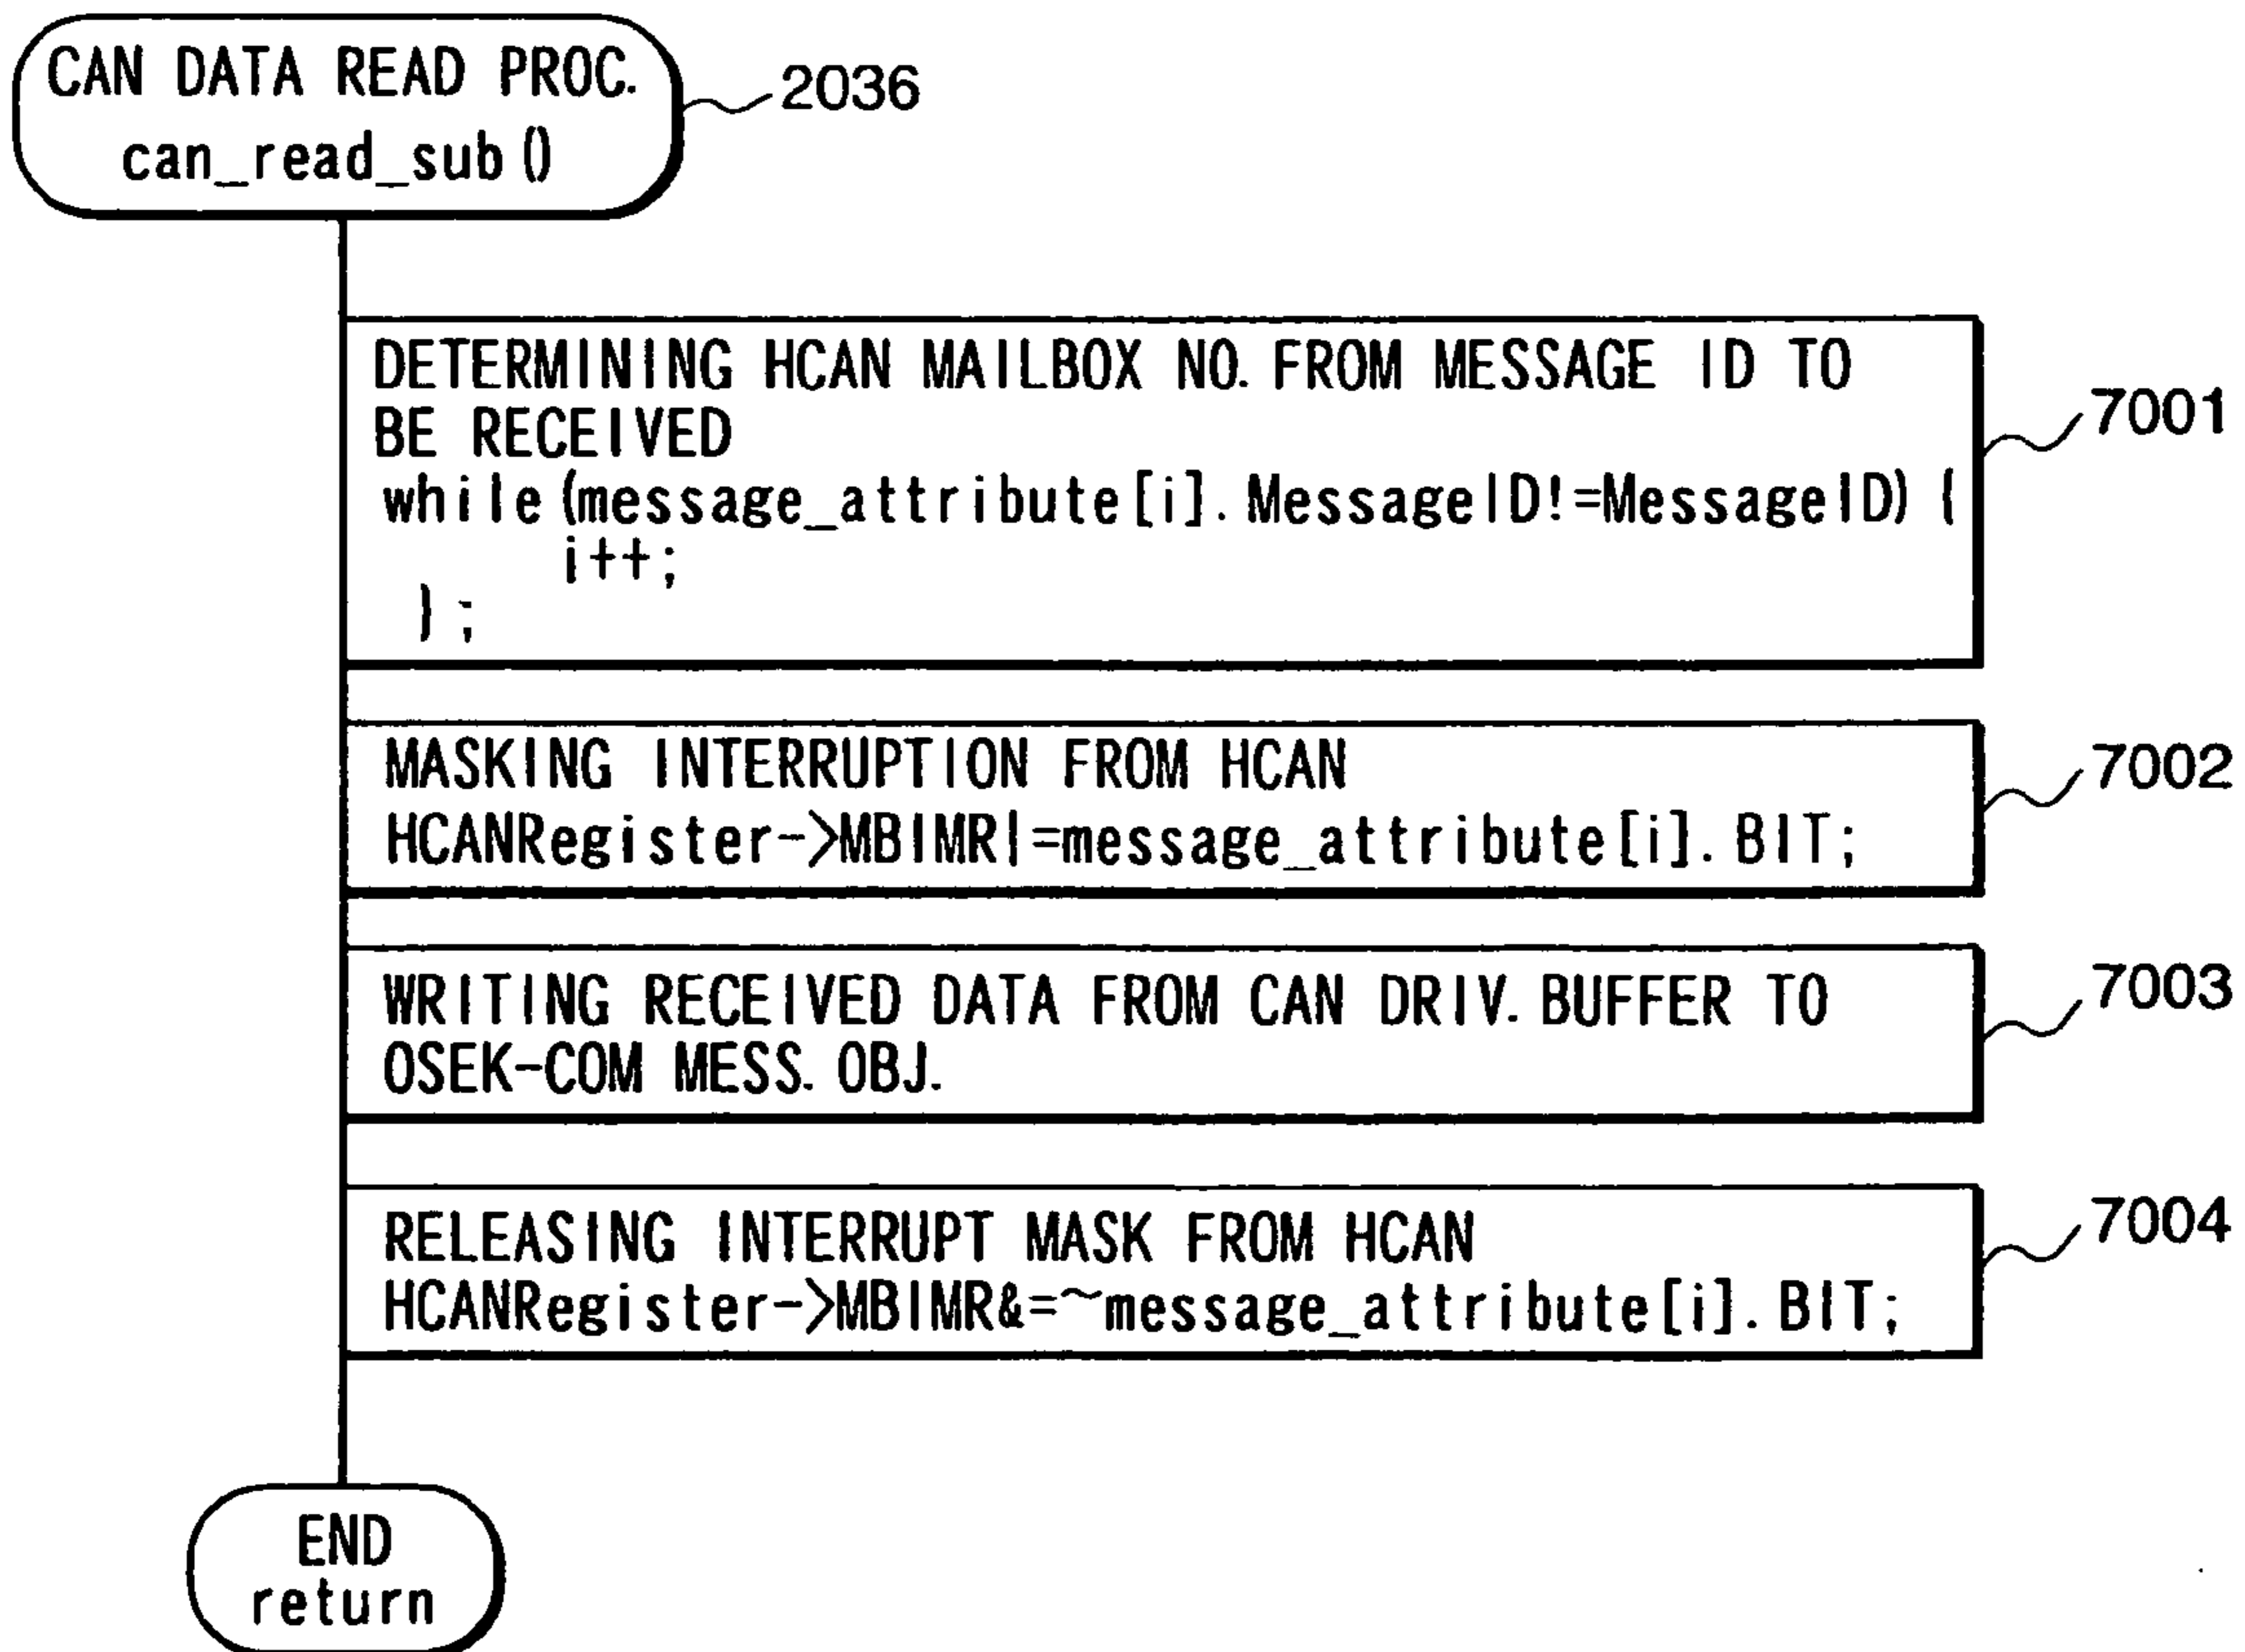 CAN DATA READ PROC.
can_read_sub()
2036
DETERMINING HCAN MAILBOX NO. FROM MESSAGE ID TO
BE RECEIVED
while(message_attribute[i]. MessageID!=MessageID) {
i++;
};
7001
MASKING INTERRUPTION FROM HCAN
HCANRegister->MBIMR|=message_attribute[i]. BIT;
7002
WRITING RECEIVED DATA FROM CAN DRIV. BUFFER TO
OSEK-COM MESS. OBJ.
7003
RELEASING INTERRUPT MASK FROM HCAN
HCANRegister->MBIMR&=~message_attribute[i]. BIT;
7004
END
return